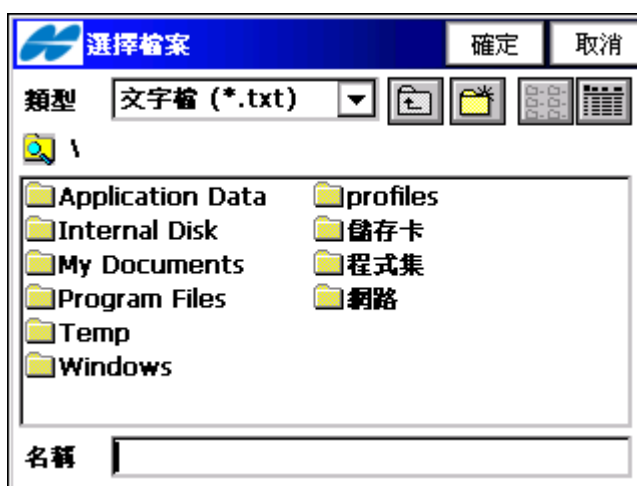 選擇檔案 確定 取消
類型 文字檔 (*.txt)
\
Application Data profiles
Internal Disk 儲存卡
My Documents 程式集
Program Files 網路
Temp
Windows
名稱